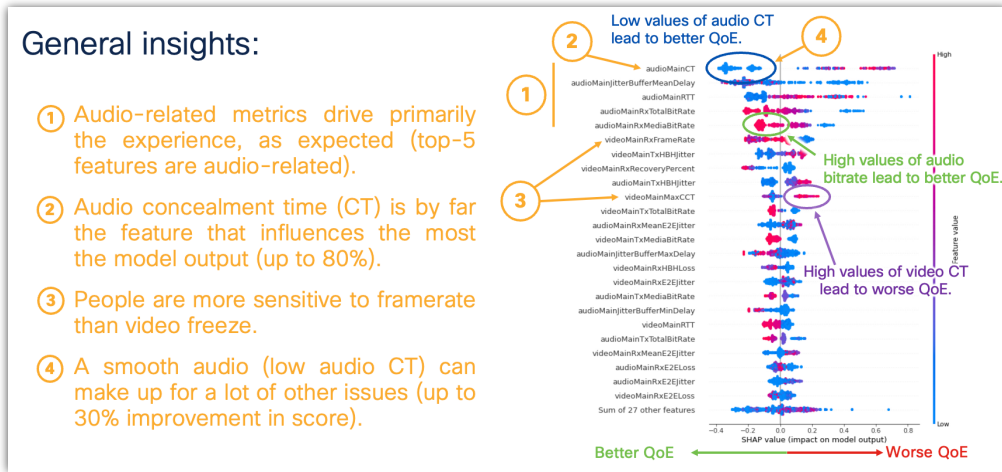 General insights:
1 Audio-related metrics drive primarily
the experience, as expected (top-5
features are audio-related).
2 Audio concealment time (CT) is by far
the feature that influences the most
the model output (up to 80%).
3 People are more sensitive to framerate
than video freeze.
4 A smooth audio (low audio CT) can
make up for a lot of other issues (up to
30% improvement in score).
Low values of audio CT
lead to better QoE.
2
4
1
3
audioMainCT
audioMainJitterBufferMeanDelay
audioMainRTT
audioMainRxTotalBitRate
audioMainRxMediaBitRate
videoMainRxFrameRate
videoMainTxHBHJitter
videoMainRxRecoveryPercent
audioMainTxHBHJitter
videoMainMaxCCT
videoMainTxTotalBitRate
audioMainRxMeanE2EJitter
videoMainTxMediaBitRate
audioMainJitterBufferMaxDelay
videoMainRxHBHLoss
videoMainRxE2EJitter
audioMainTxMediaBitRate
audioMainJitterBufferMinDelay
videoMainRTT
audioMainTxTotalBitRate
videoMainRxMeanE2EJitter
audioMainRxE2ELoss
audioMainRxE2EJitter
videoMainRxE2ELoss
Sum of 27 other features
High values of audio
bitrate lead to better QoE.
High values of video CT
lead to worse QoE.
High
Feature value
Low
−0.4 −0.2 0.0 0.2 0.4 0.6 0.8
SHAP value (impact on model output)
Better QoE
Worse QoE